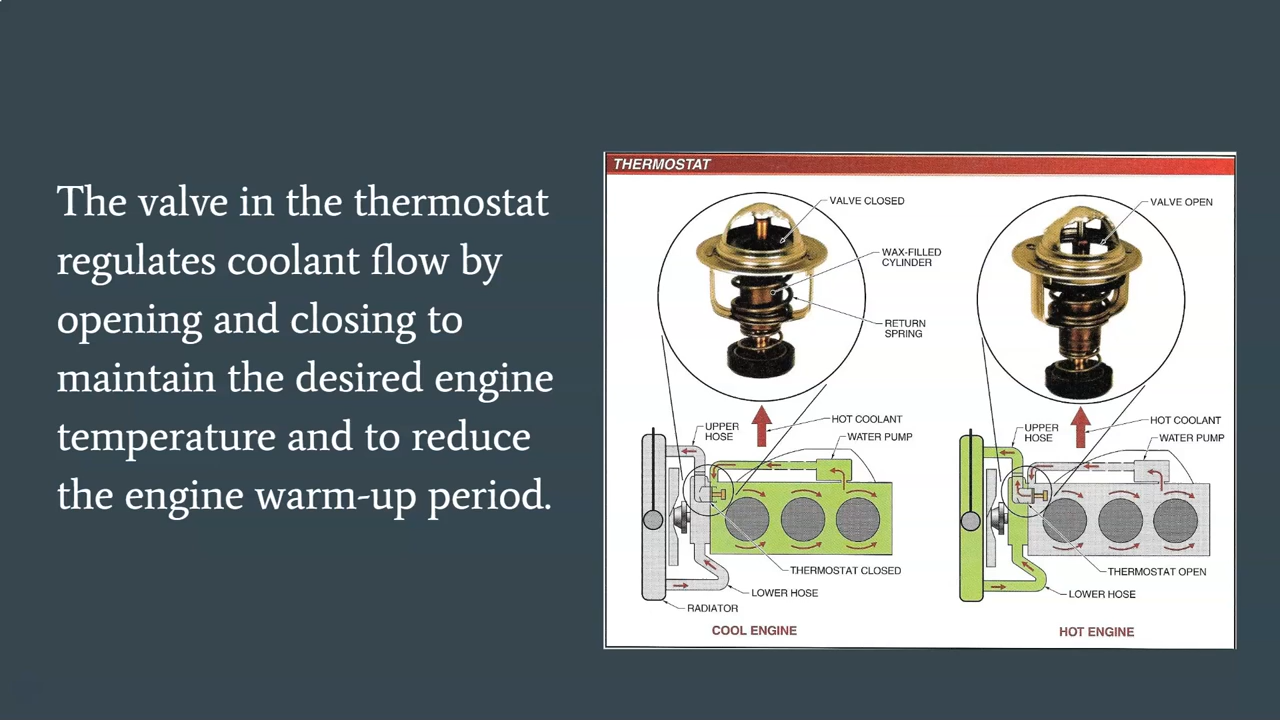 The valve in the thermostat
regulates coolant flow by
opening and closing to
maintain the desired engine
temperature and to reduce
the engine warm-up period.
THERMOSTAT
VALVE CLOSED
WAX-FILLED
CYLINDER
RETURN
SPRING
HOT COOLANT
UPPER
HOSE
WATER PUMP
THERMOSTAT CLOSED
LOWER HOSE
RADIATOR
COOL ENGINE
VALVE OPEN
HOT COOLANT
UPPER
HOSE
WATER PUMP
THERMOSTAT OPEN
LOWER HOSE
HOT ENGINE